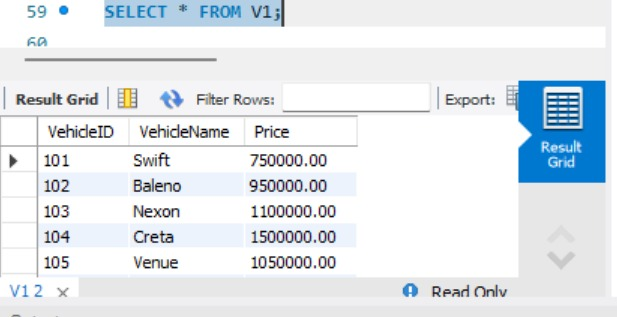 59 SELECT * FROM V1;
60
Result Grid Filter Rows: Export:
VehicleID VehicleName Price
101 Swift 750000.00
102 Baleno 950000.00
103 Nexon 1100000.00
104 Creta 1500000.00
105 Venue 1050000.00
Result
Grid
V1 2 × Read Only